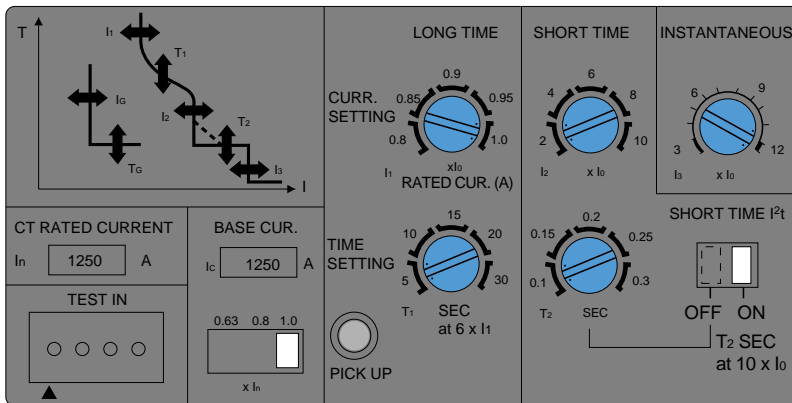 T
I1
T1
IG
I2
T2
TG
I3
I
CT RATED CURRENT
In 1250 A
BASE CUR.
Ic 1250 A
TEST IN
0.63 0.8 1.0
x In
LONG TIME
CURR.
SETTING
0.8 0.85 0.9 0.95 1.0
I1 xI0
RATED CUR. (A)
TIME
SETTING
5 10 15 20 30
T1 SEC
at 6 x I1
PICK UP
SHORT TIME
2 4 6 8 10
I2 x I0
0.1 0.15 0.2 0.25 0.3
T2 SEC
INSTANTANEOUS
3 6 9 12
I3 x I0
SHORT TIME I²t
OFF ON
T2 SEC
at 10 x I0